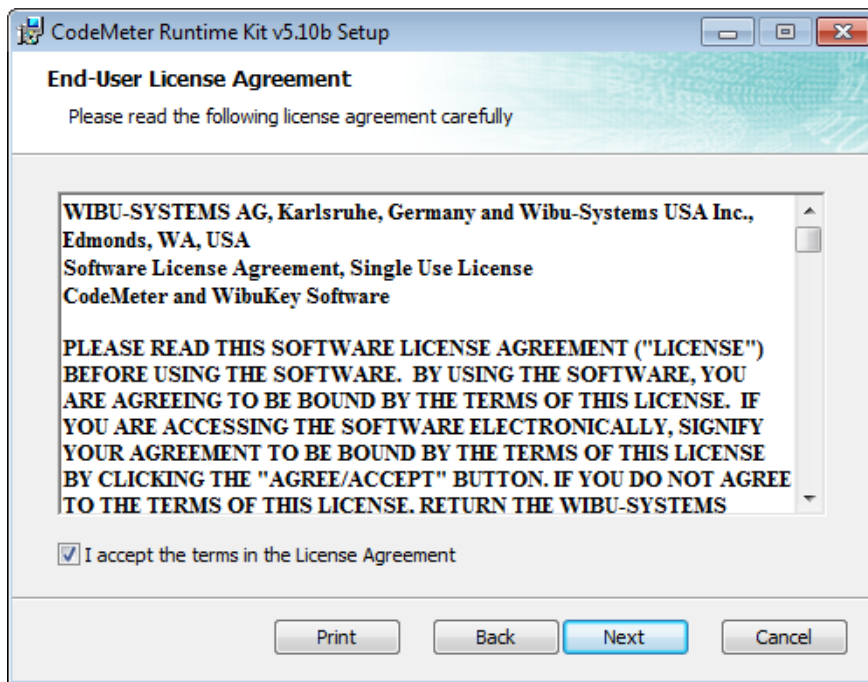 CodeMeter Runtime Kit v5.10b Setup
End-User License Agreement
Please read the following license agreement carefully
WIBU-SYSTEMS AG, Karlsruhe, Germany and Wibu-Systems USA Inc.,
Edmonds, WA, USA
Software License Agreement, Single Use License
CodeMeter and WibuKey Software
PLEASE READ THIS SOFTWARE LICENSE AGREEMENT ("LICENSE")
BEFORE USING THE SOFTWARE.  BY USING THE SOFTWARE, YOU
ARE AGREEING TO BE BOUND BY THE TERMS OF THIS LICENSE.  IF
YOU ARE ACCESSING THE SOFTWARE ELECTRONICALLY, SIGNIFY
YOUR AGREEMENT TO BE BOUND BY THE TERMS OF THIS LICENSE
BY CLICKING THE "AGREE/ACCEPT" BUTTON. IF YOU DO NOT AGREE
TO THE TERMS OF THIS LICENSE, RETURN THE WIBU-SYSTEMS
I accept the terms in the License Agreement
Print Back Next Cancel